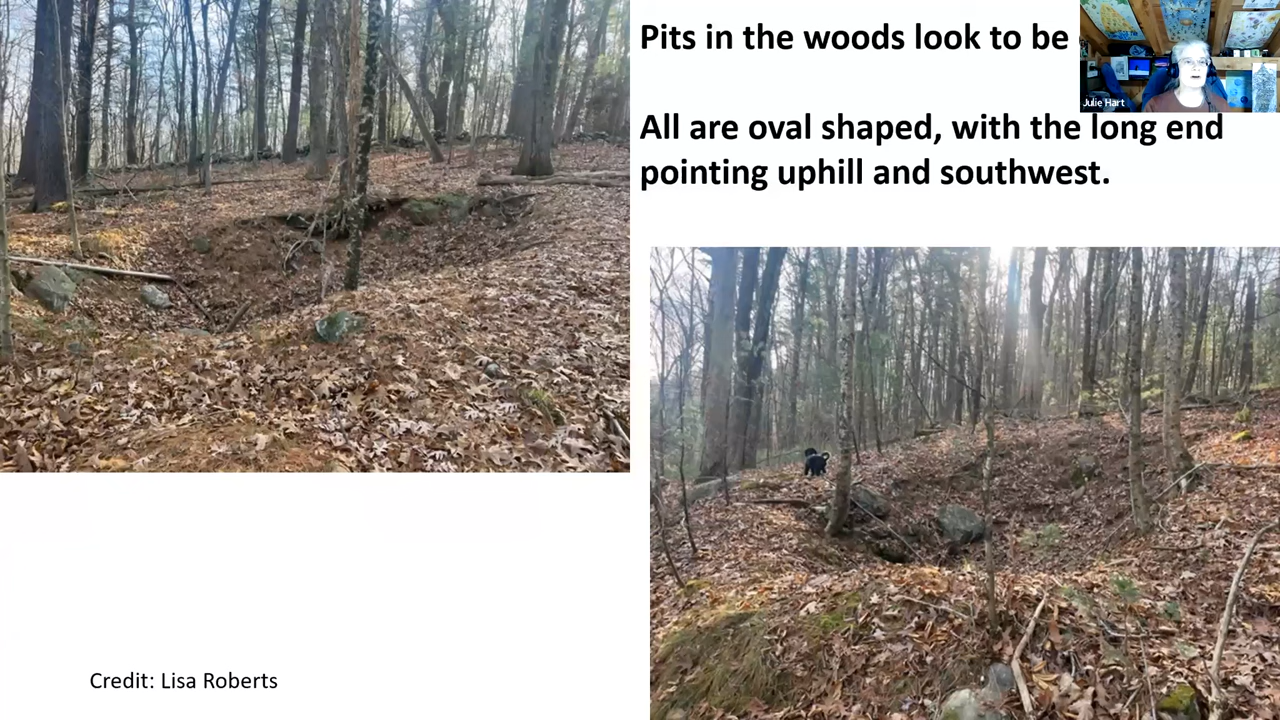 Pits in the woods look to be
Julie Hart
All are oval shaped, with the long end
pointing uphill and southwest.
Credit: Lisa Roberts